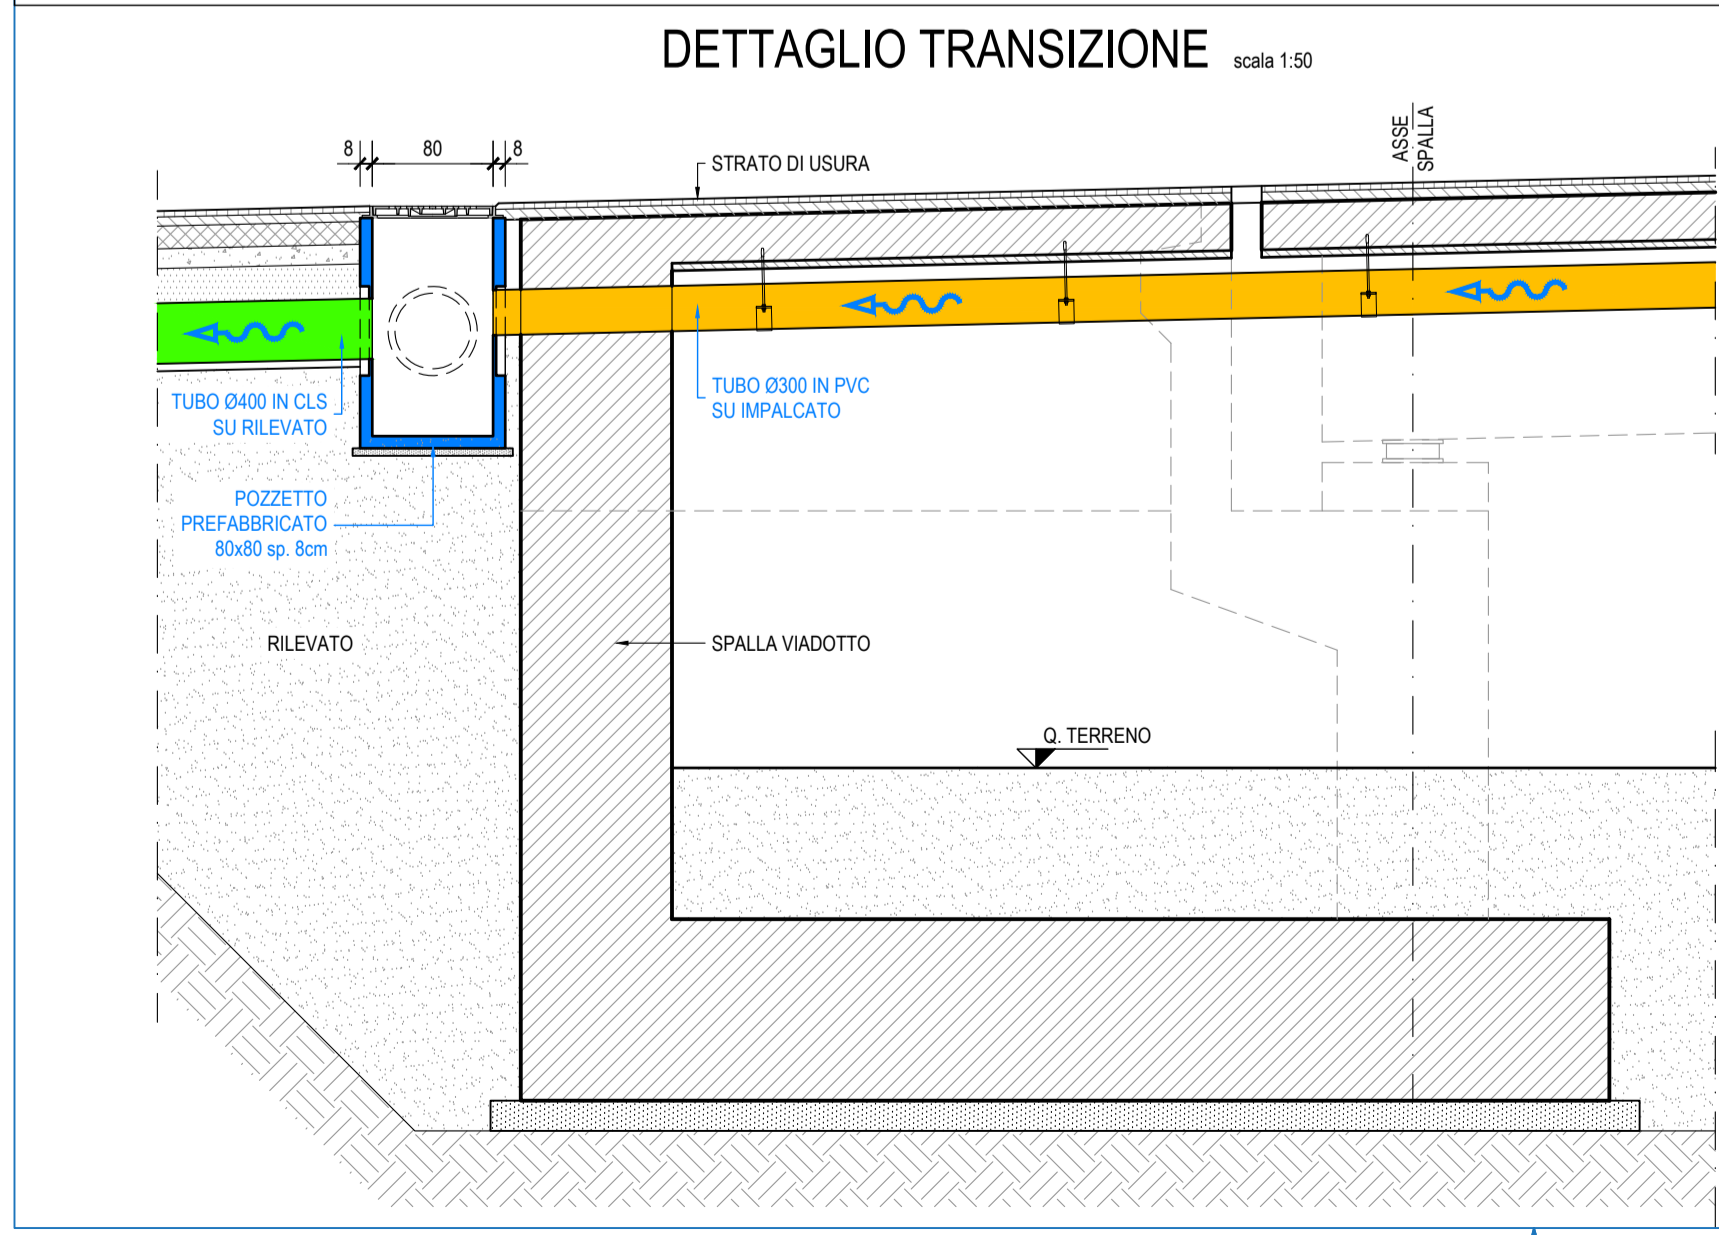 DETTAGLIO TRANSIZIONE scala 1:50
8 80 8
STRATO DI USURA
ASSE
SPALLA
TUBO Ø400 IN CLS
SU RILEVATO
TUBO Ø300 IN PVC
SU IMPALCATO
POZZETTO
PREFABBRICATO
80x80 sp. 8cm
RILEVATO
SPALLA VIADOTTO
Q. TERRENO